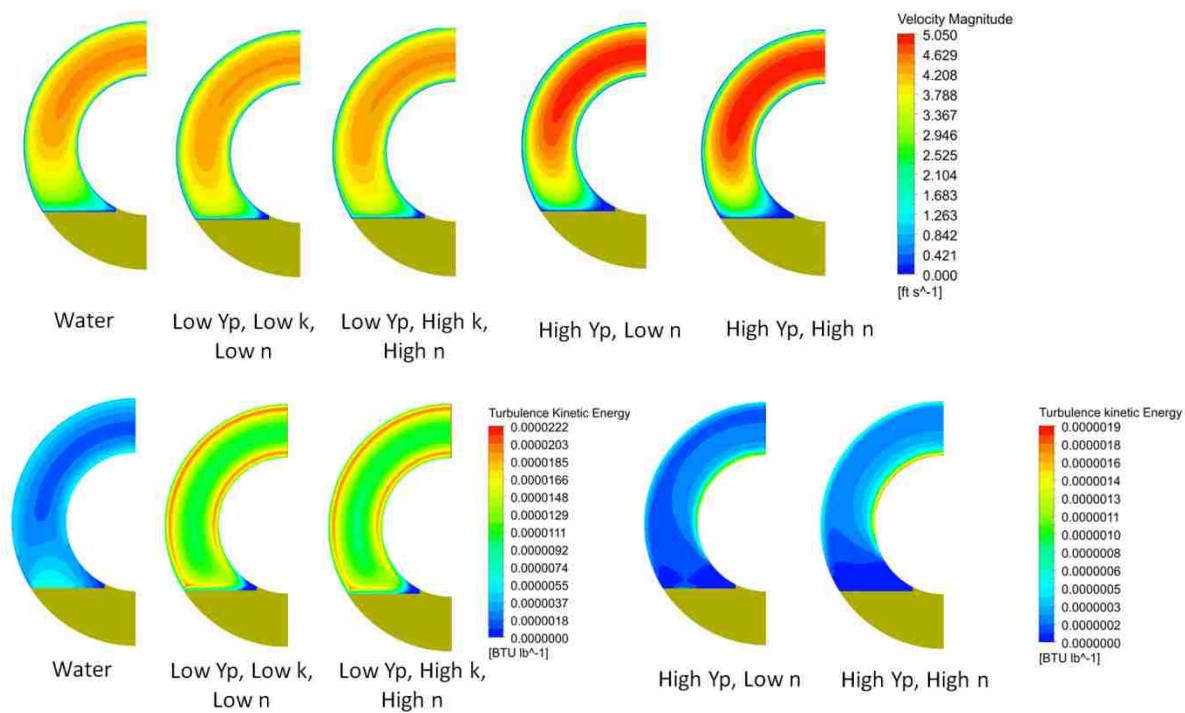 Velocity Magnitude
5.050
4.629
4.208
3.788
3.367
2.946
2.525
2.104
1.683
1.263
0.842
0.421
0.000
[ft s^-1]
Water
Low Yp, Low k,
Low n
Low Yp, High k,
High n
High Yp, Low n
High Yp, High n
Turbulence Kinetic Energy
0.0000222
0.0000203
0.0000185
0.0000166
0.0000148
0.0000129
0.0000111
0.0000092
0.0000074
0.0000055
0.0000037
0.0000018
0.0000000
[BTU lb^-1]
Turbulence kinetic Energy
0.0000019
0.0000018
0.0000016
0.0000014
0.0000013
0.0000011
0.0000010
0.0000008
0.0000006
0.0000005
0.0000003
0.0000002
0.0000000
[BTU lb^-1]
Water
Low Yp, Low k,
Low n
Low Yp, High k,
High n
High Yp, Low n
High Yp, High n